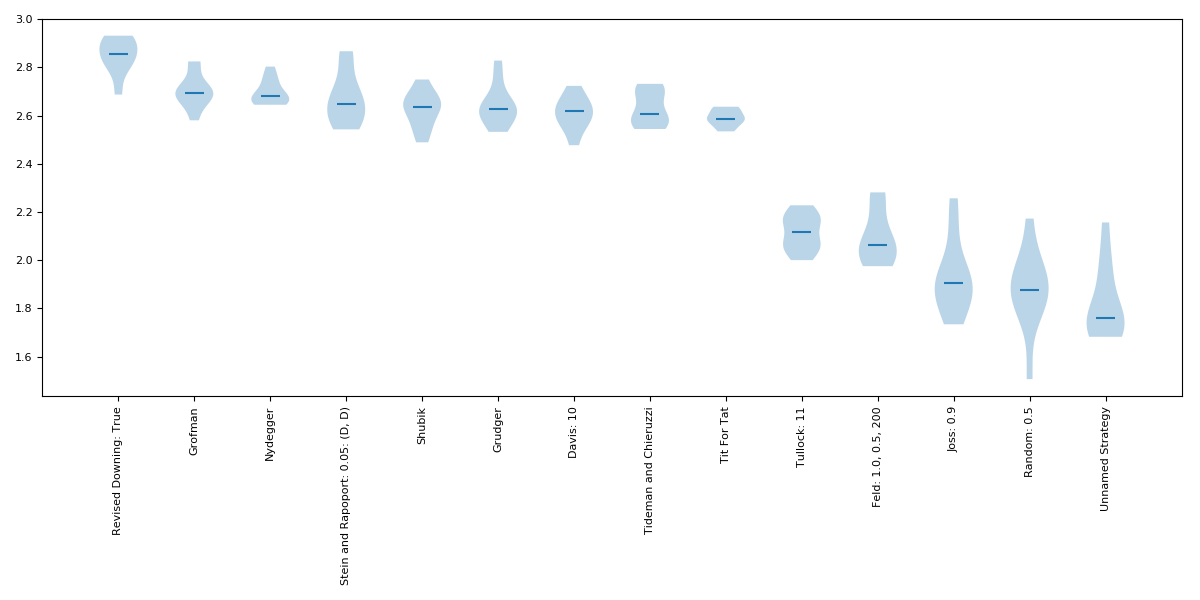 3.0
2.8
2.6
2.4
2.2
2.0
1.8
1.6
Revised Downing: True
Grofman
Nydegger
Stein and Rapoport: 0.05: (D, D)
Shubik
Grudger
Davis: 10
Tideman and Chieruzzi
Tit For Tat
Tullock: 11
Feld: 1.0, 0.5, 200
Joss: 0.9
Random: 0.5
Unnamed Strategy